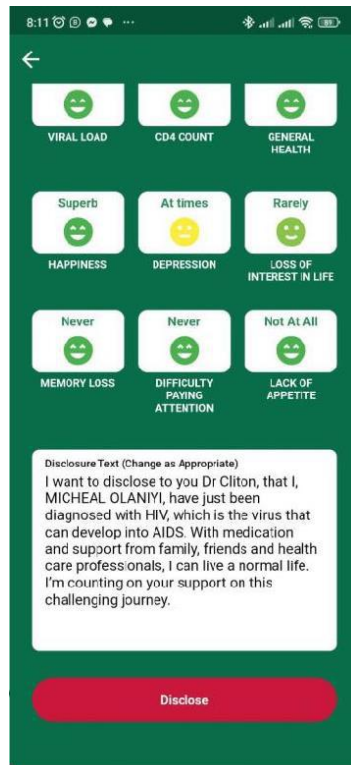 8:11
VIRAL LOAD
CD4 COUNT
GENERAL
HEALTH
Superb
At times
Rarely
HAPPINESS
DEPRESSION
LOSS OF
INTEREST IN LIFE
Never
Never
Not At All
MEMORY LOSS
DIFFICULTY
PAYING
ATTENTION
LACK OF
APPETITE
Disclosure Text (Change as Appropriate)
I want to disclose to you Dr Cliton, that I,
MICHEAL OLANIYI, have just been
diagnosed with HIV, which is the virus that
can develop into AIDS. With medication
and support from family, friends and health
care professionals, I can live a normal life.
I'm counting on your support on this
challenging journey.
Disclose